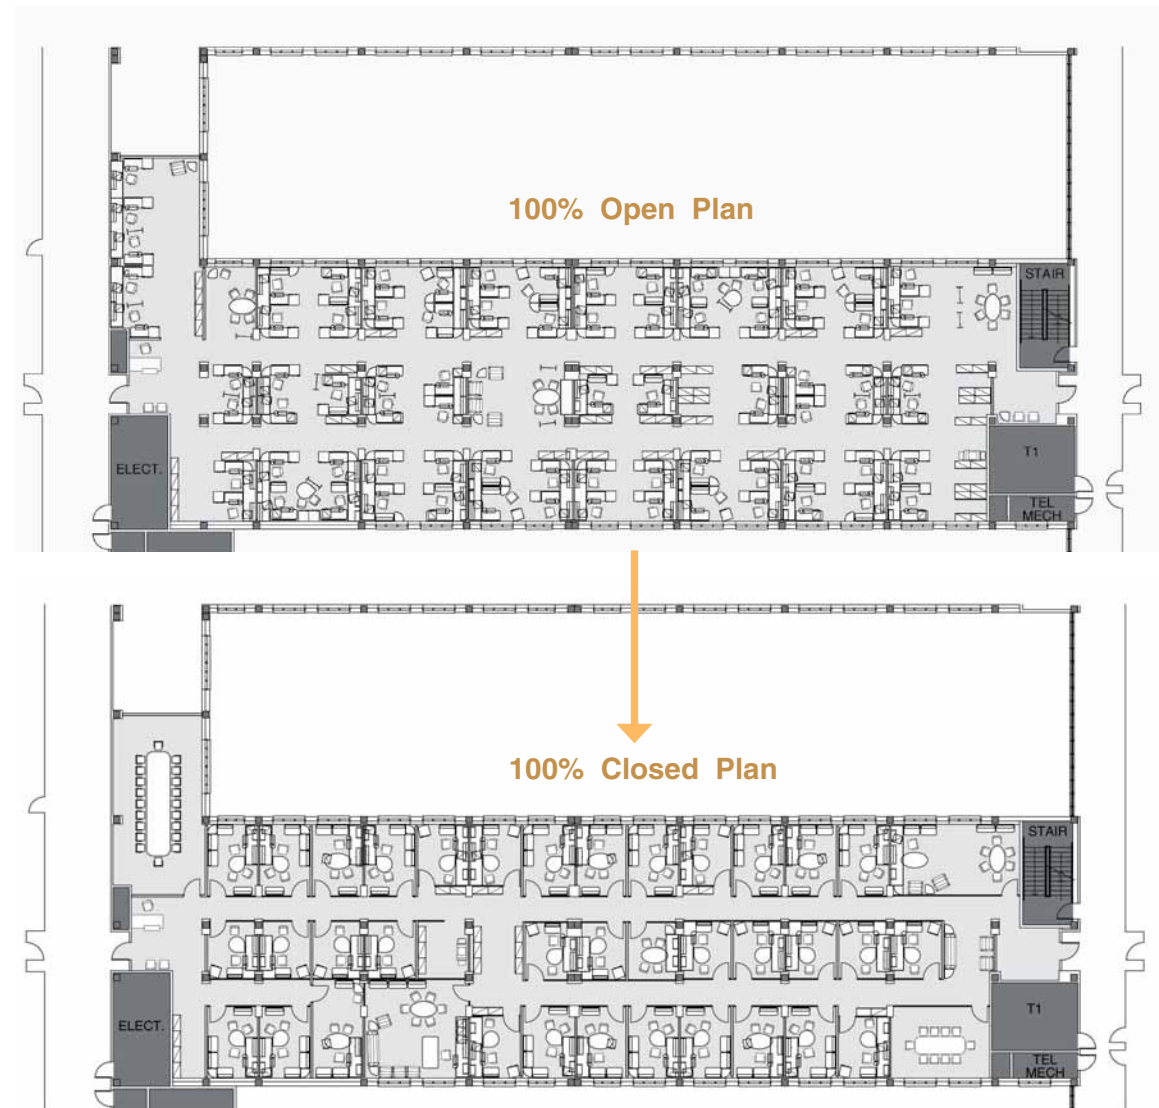 100% Open Plan
STAIR
ELECT.
T1
TEL
MECH
100% Closed Plan
STAIR
ELECT.
T1
TEL
MECH